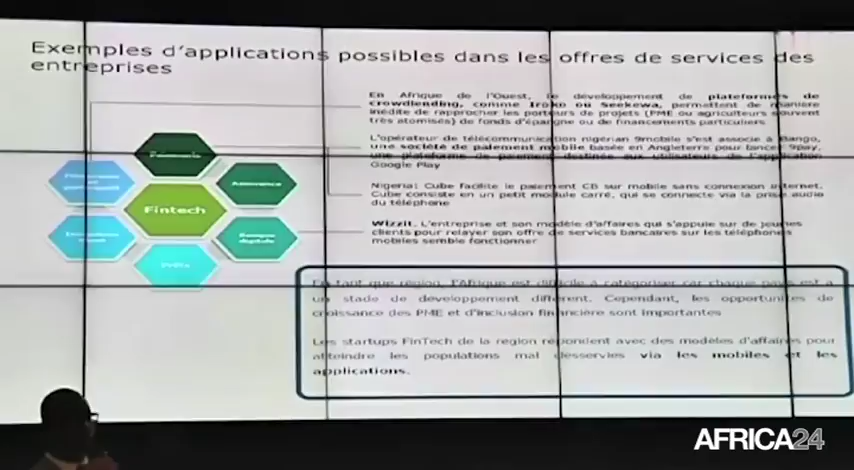 Exemples d'applications possibles dans les offres de services des
entreprises
En Afrique de l'Ouest, le développement de plateformes de
crowdlending, comme Iroko ou Seekewa, permettent de manière
inédite de rapprocher les porteurs de projets (PME ou agriculteurs souvent
très atomisés) de fonds d'épargne ou de financements particuliers
L'opérateur de télécommunication nigérian 9mobile s'est associé à Bango,
une société de paiement mobile basée en Angleterre pour lancer 9pay,
une plateforme de paiement destinée aux utilisateurs de l'application
Google Play
Nigeria: Cube facilite le paiement CB sur mobile sans connexion internet.
Cube consiste en un petit module carré, qui se connecte via la prise audio
du téléphone
Wizzit. L'entreprise et son modèle d'affaires qui s'appuie sur de jeunes
clients pour relayer son offre de services bancaires sur les téléphones
mobiles semble fonctionner
Paiements
Assurance
Fintech
Banque
digitale
Prêts
En tant que région, l'Afrique est difficile à catégoriser car chaque pays est a
un stade de développement différent. Cependant, les opportunités de
croissance des PME et d'inclusion financière sont importantes
Les startups FinTech de la region répondent avec des modèles d'affaires pour
atteindre les populations mal desservies via les mobiles et les
applications.
AFRICA24